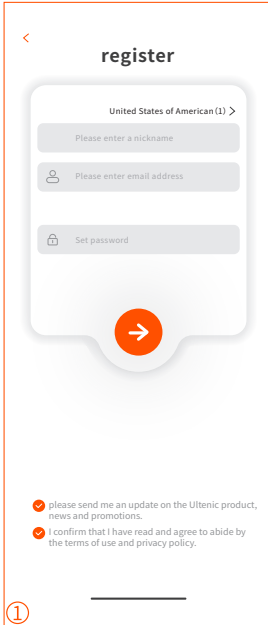 register
United States of American (1) >
Please enter a nickname
Please enter email address
Set password
please send me an update on the Ultenic product,
news and promotions.
I confirm that I have read and agree to abide by
the terms of use and privacy policy.
①